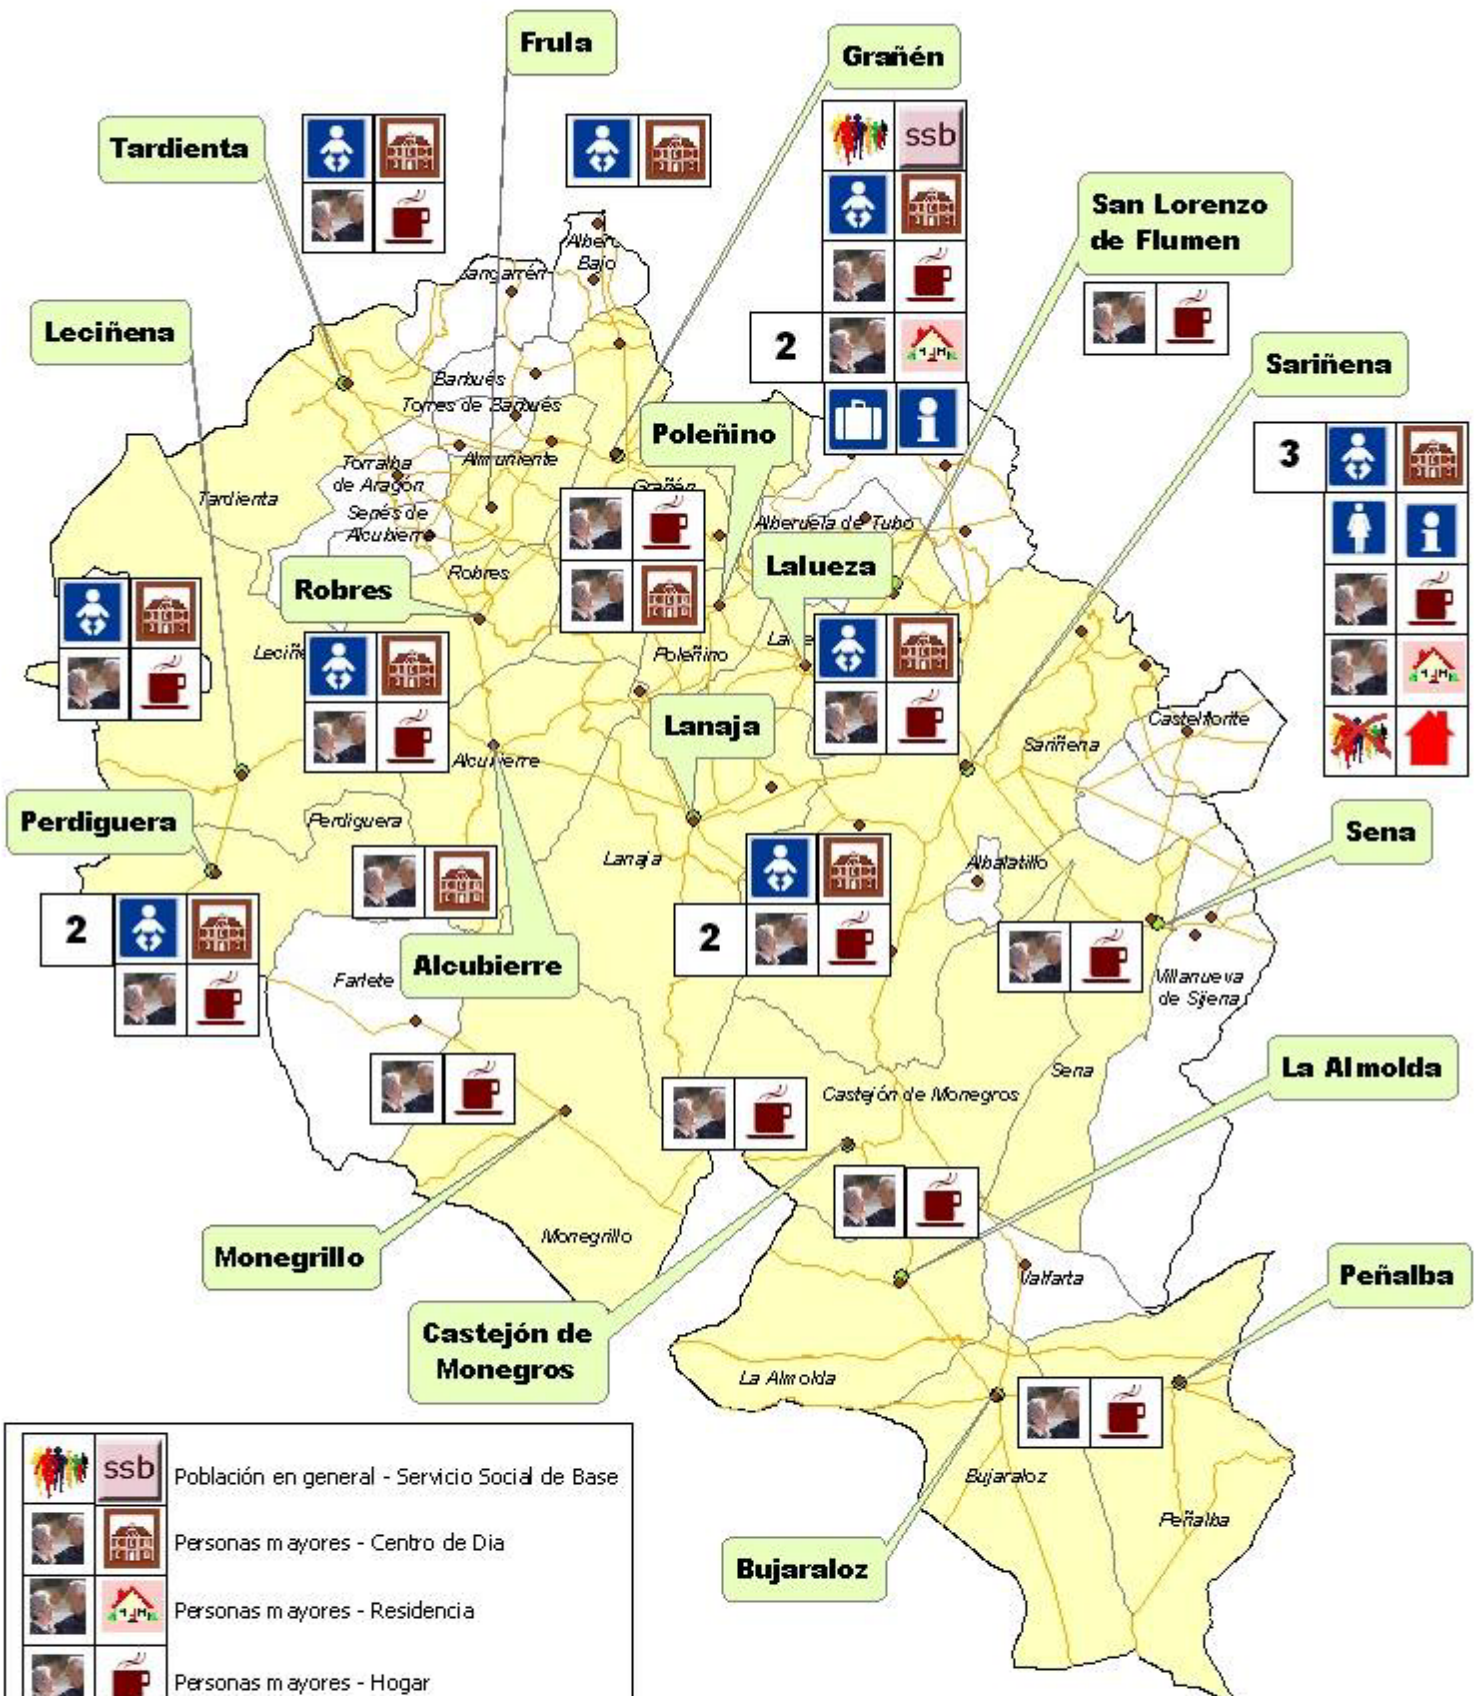 Frula
Grañén
Tardienta
ssb
San Lorenzo
de Flumen
Leciñena
2
Sariñena
Bajo
Barbués
Torres de Barbués
Poleñino
3
Almuniente
Torralba
de Aragón
Tardienta
Grañén
Senés de
Alcubierre
Alberuela de Tubo
Lalueza
Robres
Robres
Poleñino
Lanaja
Castelflorite
Sariñena
Alcubierre
Perdiguera
Perdiguera
Sena
Lanaja
Albalatillo
2
2
Alcubierre
Farlete
Villanueva
de Sijena
La Almolda
Sena
Castejón de Monegros
Monegrillo
Monegrillo
Peñalba
Valfarta
Castejón de
Monegros
La Almolda
Bujaraloz
Peñalba
Bujaraloz
ssb
Población en general - Servicio Social de Base
Personas mayores - Centro de Dia
Personas mayores - Residencia
Personas mayores - Hogar